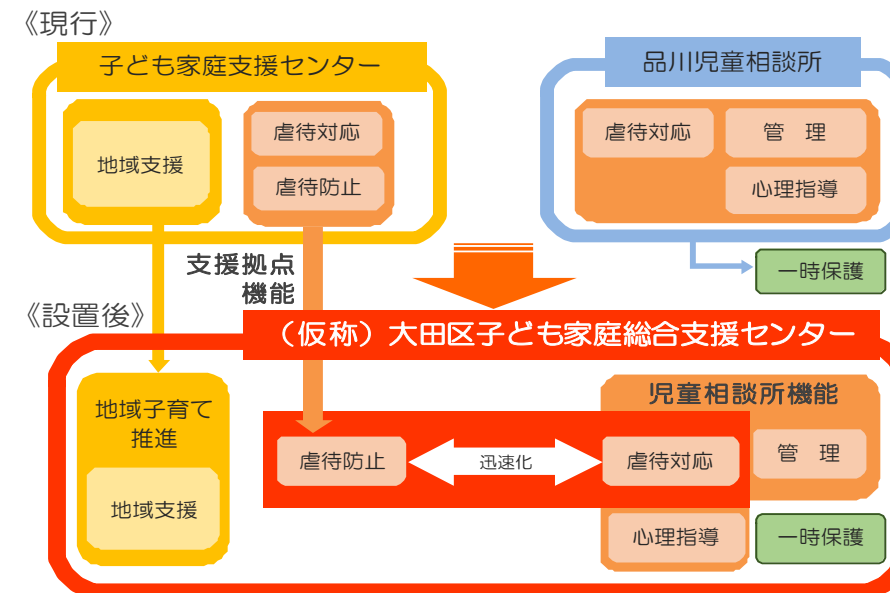 《現行》
子ども家庭支援センター
地域支援
虐待対応
虐待防止
品川児童相談所
虐待対応
管　理
心理指導
一時保護
支援拠点
機能
《設置後》
（仮称）大田区子ども家庭総合支援センター
地域子育て
推進
地域支援
虐待防止
迅速化
児童相談所機能
虐待対応
管　理
心理指導
一時保護